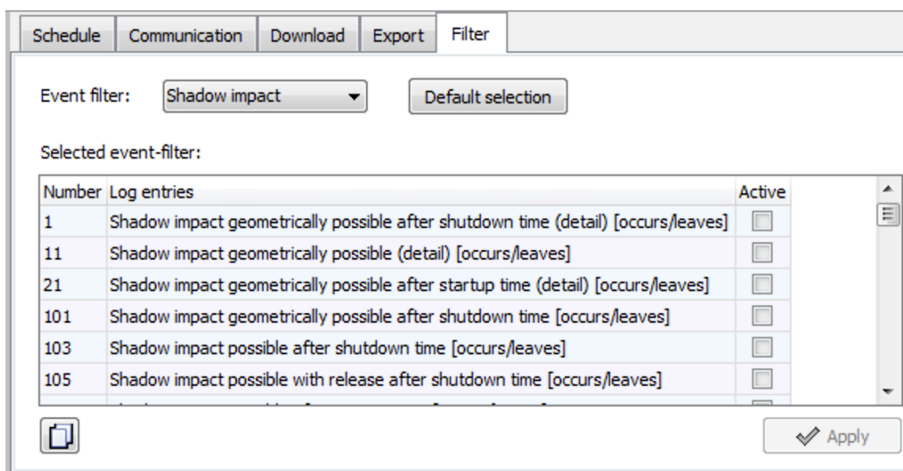 Schedule Communication Download Export Filter
Event filter: Shadow impact Default selection
Selected event-filter:
Number Log entries Active
1 Shadow impact geometrically possible after shutdown time (detail) [occurs/leaves]
11 Shadow impact geometrically possible (detail) [occurs/leaves]
21 Shadow impact geometrically possible after startup time (detail) [occurs/leaves]
101 Shadow impact geometrically possible after shutdown time [occurs/leaves]
103 Shadow impact possible after shutdown time [occurs/leaves]
105 Shadow impact possible with release after shutdown time [occurs/leaves]
Apply